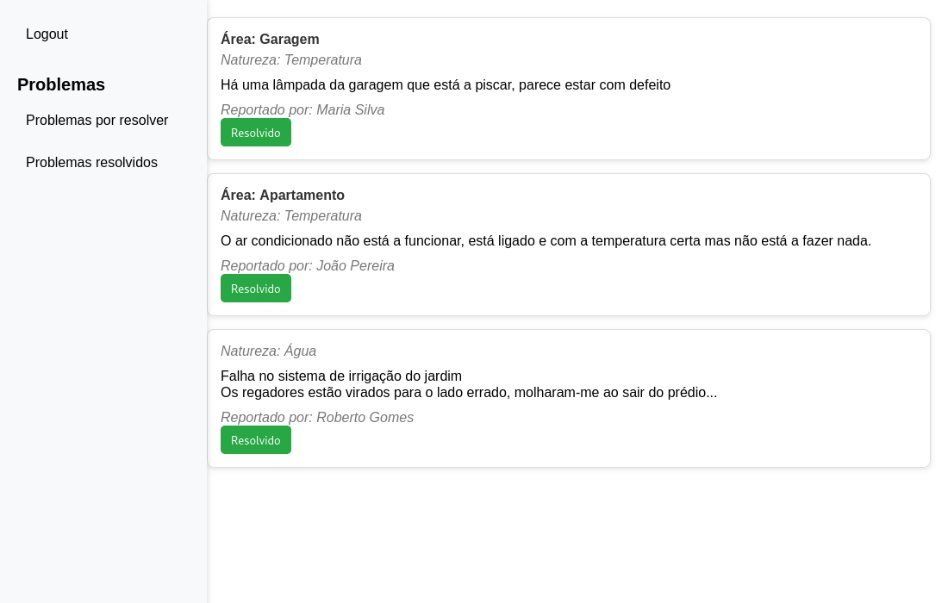 Logout
Problemas
Problemas por resolver
Problemas resolvidos
Área: Garagem
Natureza: Temperatura
Há uma lâmpada da garagem que está a piscar, parece estar com defeito
Reportado por: Maria Silva
Resolvido
Área: Apartamento
Natureza: Temperatura
O ar condicionado não está a funcionar, está ligado e com a temperatura certa mas não está a fazer nada.
Reportado por: João Pereira
Resolvido
Natureza: Água
Falha no sistema de irrigação do jardim
Os regadores estão virados para o lado errado, molharam-me ao sair do prédio...
Reportado por: Roberto Gomes
Resolvido